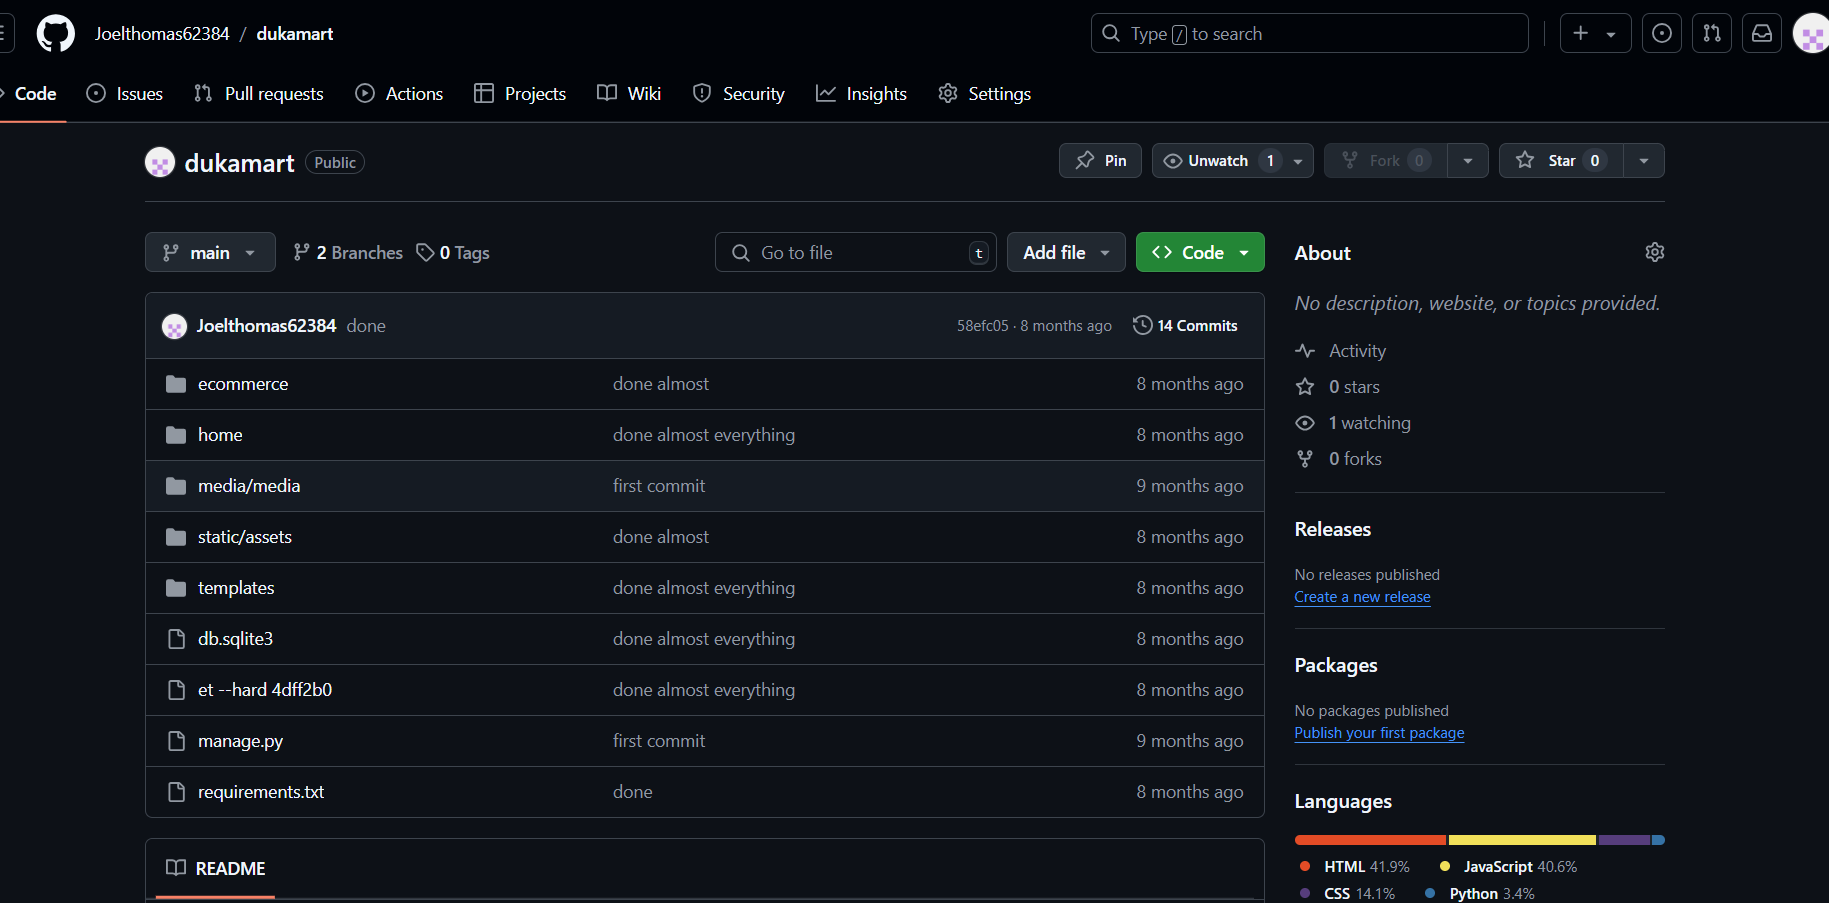 Joelthomas62384 / dukamart
Type / to search
Code Issues Pull requests Actions Projects Wiki Security Insights Settings
dukamart Public
Pin Unwatch 1 Fork 0 Star 0
main 2 Branches 0 Tags Go to file t Add file Code
Joelthomas62384 done 58efc05 · 8 months ago 14 Commits
ecommerce done almost 8 months ago
home done almost everything 8 months ago
media/media first commit 9 months ago
static/assets done almost 8 months ago
templates done almost everything 8 months ago
db.sqlite3 done almost everything 8 months ago
et --hard 4dff2b0 done almost everything 8 months ago
manage.py first commit 9 months ago
requirements.txt done 8 months ago
README
About
No description, website, or topics provided.
Activity
0 stars
1 watching
0 forks
Releases
No releases published
Create a new release
Packages
No packages published
Publish your first package
Languages
HTML 41.9% JavaScript 40.6%
CSS 14.1% Python 3.4%